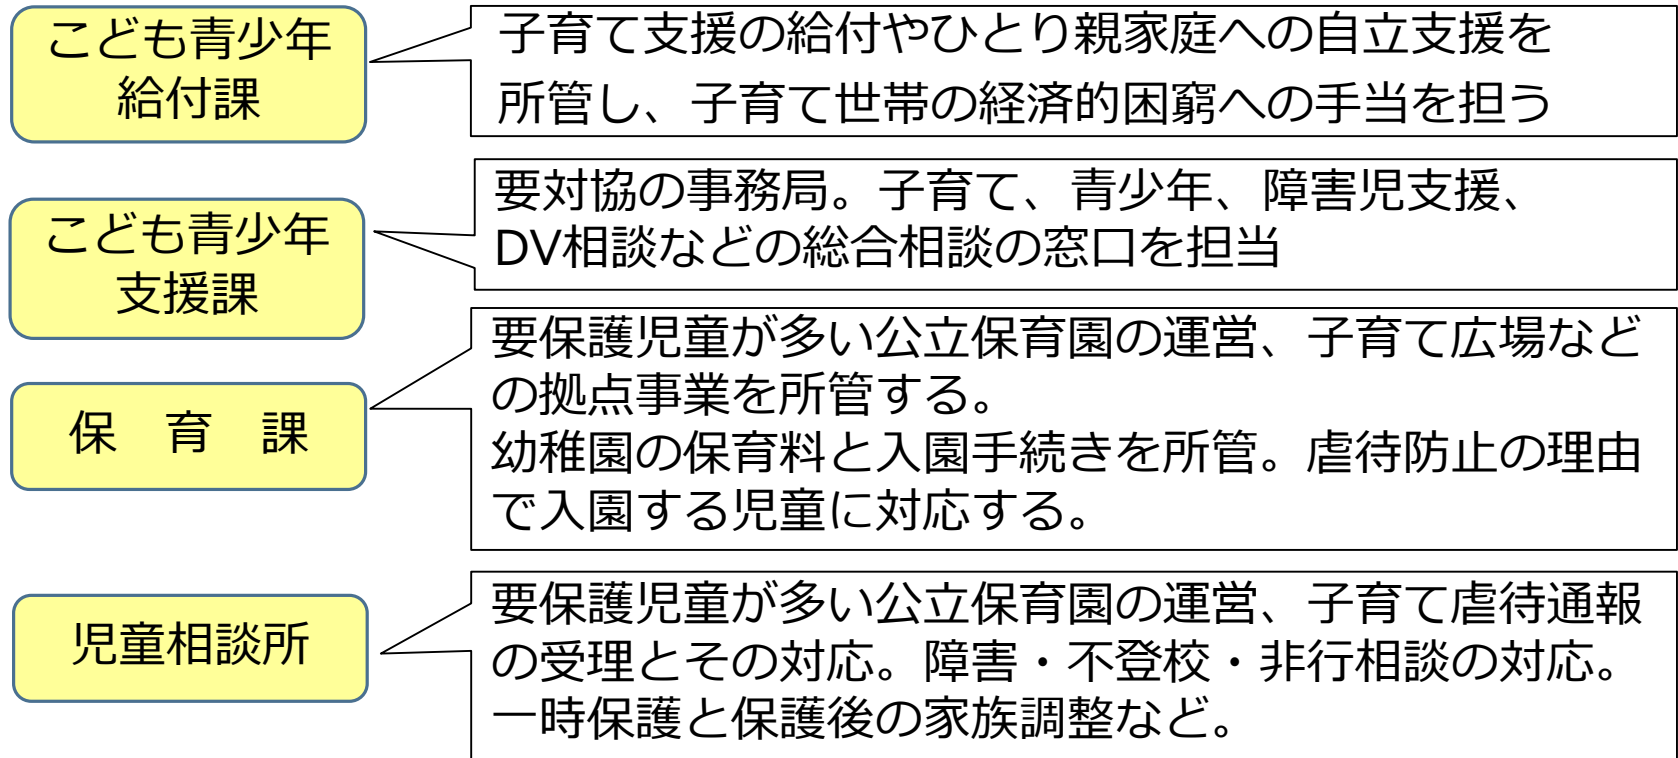 こども青少年
給付課
子育て支援の給付やひとり親家庭への自立支援を
所管し、子育て世帯の経済的困窮への手当を担う
こども青少年
支援課
要対協の事務局。子育て、青少年、障害児支援、
DV相談などの総合相談の窓口を担当
保　育　課
要保護児童が多い公立保育園の運営、子育て広場など
の拠点事業を所管する。
幼稚園の保育料と入園手続きを所管。虐待防止の理由
で入園する児童に対応する。
児童相談所
要保護児童が多い公立保育園の運営、子育て虐待通報
の受理とその対応。障害・不登校・非行相談の対応。
一時保護と保護後の家族調整など。